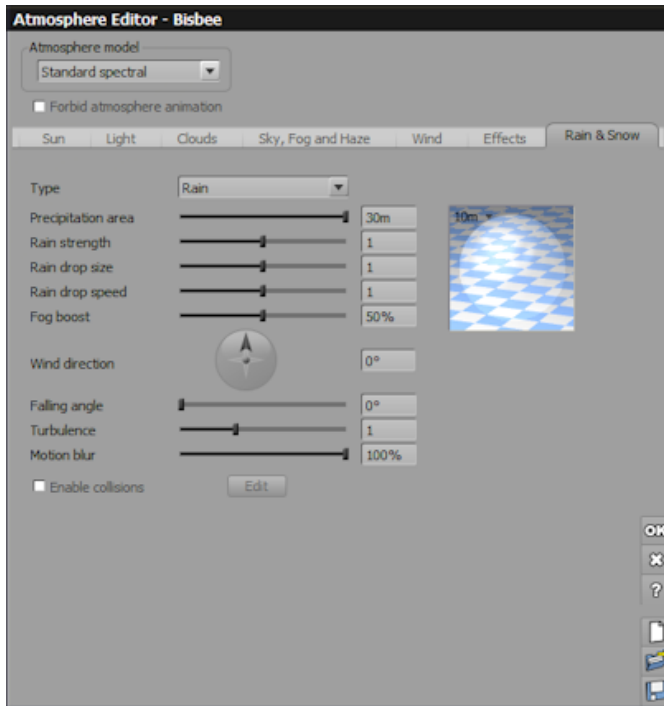 Atmosphere Editor - Bisbee
Atmosphere model
Standard spectral
Forbid atmosphere animation
Sun Light Clouds Sky, Fog and Haze Wind Effects Rain & Snow
Type Rain
Precipitation area 30m 10m
Rain strength 1
Rain drop size 1
Rain drop speed 1
Fog boost 50%
Wind direction 0°
Falling angle 0°
Turbulence 1
Motion blur 100%
Enable collisions Edit
OK
?